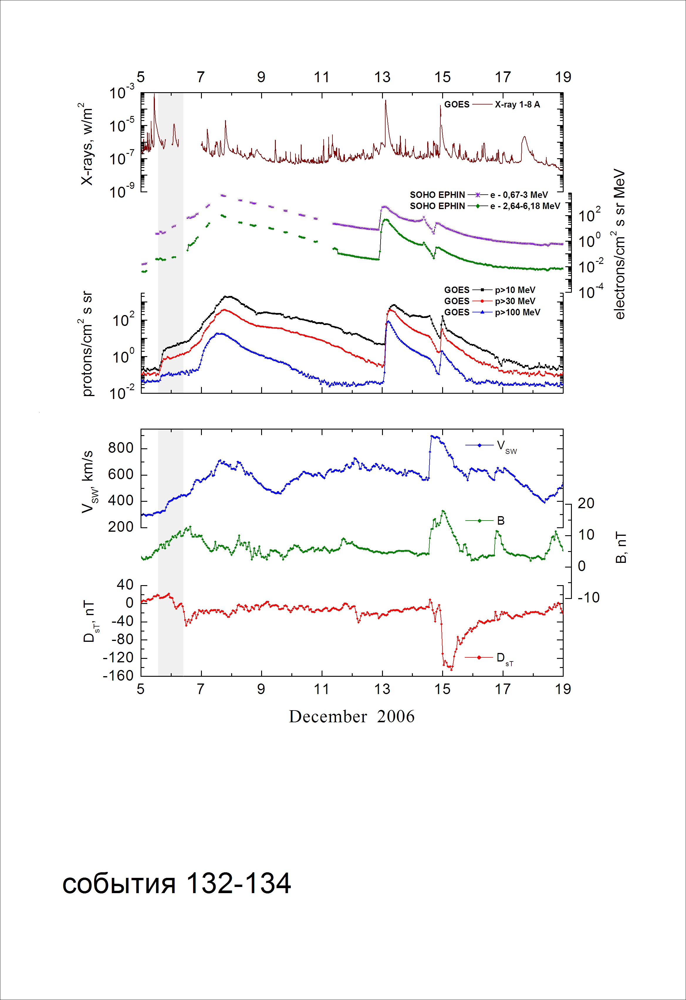 5 7 9 11 13 15 17 19
X-rays, w/m²
10⁻³
10⁻⁵
10⁻⁷
10⁻⁹
GOES X-ray 1-8 A
SOHO EPHIN e - 0,67-3 MeV
SOHO EPHIN e - 2,64-6,18 MeV
electrons/cm² s sr MeV
10²
10⁰
10⁻²
10⁻⁴
protons/cm² s sr
10²
10⁰
10⁻²
GOES p>10 MeV
GOES p>30 MeV
GOES p>100 MeV
V_SW, km/s
800
600
400
200
V_SW
B
B, nT
20
10
0
-10
D_sT, nT
40
0
-40
-80
-120
-160
D_sT
5 7 9 11 13 15 17 19
December 2006
события 132-134